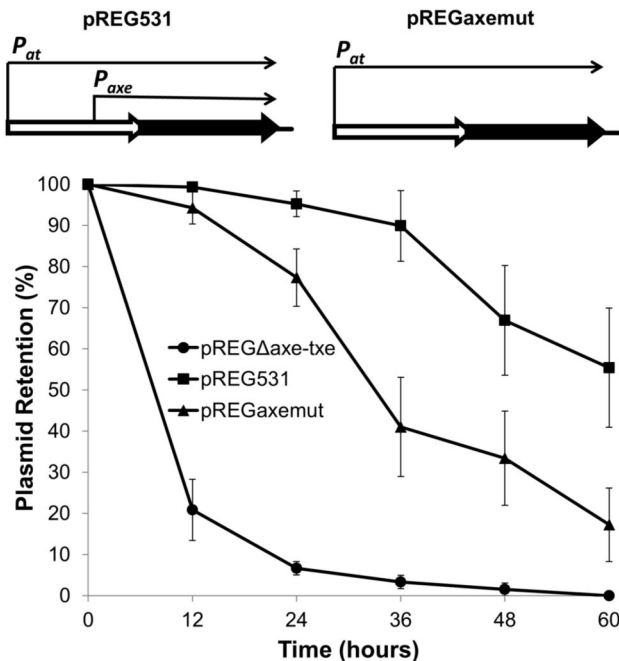 pREG531
pREGaxemut
Pat
Paxe
Pat
100
90
80
70
60
50
40
30
20
10
0
Plasmid Retention (%)
pREGΔaxe-txe
pREG531
pREGaxemut
0 12 24 36 48 60
Time (hours)